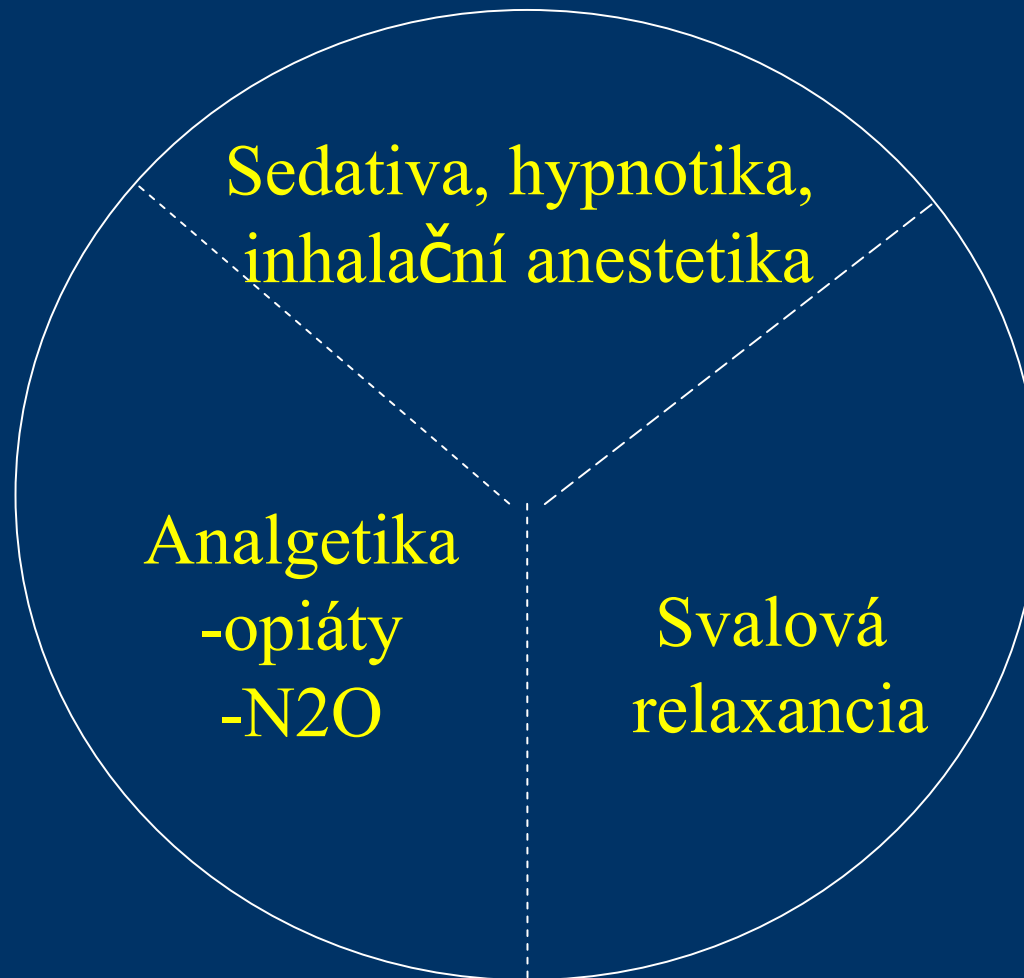 Sedativa, hypnotika,
inhalační anestetika
Analgetika
-opiáty
-N2O
Svalová
relaxancia